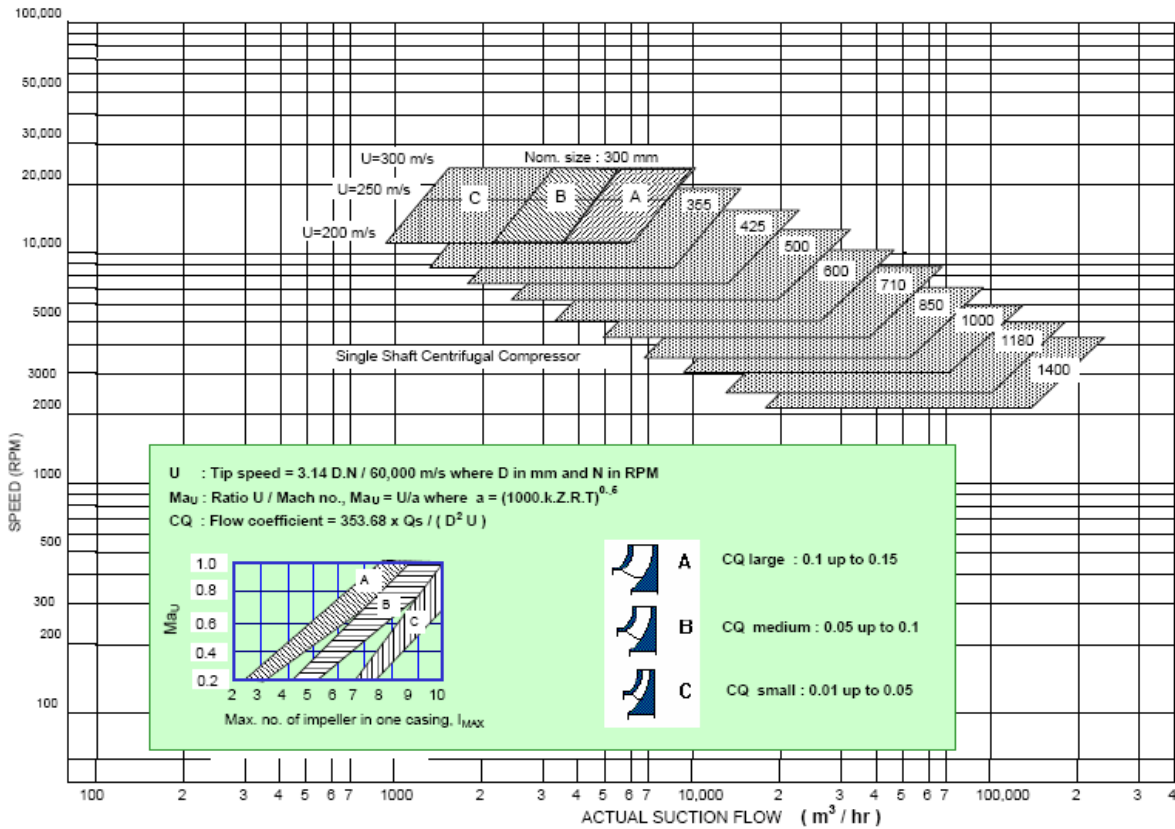 100,000
50,000
30,000
20,000
10,000
5000
3000
2000
1000
500
300
200
100
SPEED (RPM)
U=300 m/s
U=250 m/s
U=200 m/s
Nom. size : 300 mm
C
B
A
355
425
500
600
710
850
1000
1180
1400
Single Shaft Centrifugal Compressor
U : Tip speed = 3.14 D.N / 60,000 m/s where D in mm and N in RPM
MaU : Ratio U / Mach no., MaU = U/a where a = (1000.k.Z.R.T)0..5
CQ : Flow coefficient = 353.68 x Qs / ( D2 U )
1.0
0.8
0.6
0.4
0.2
MaU
A
B
C
2 3 4 5 6 7 8 9 10
Max. no. of impeller in one casing, IMAX
A CQ large : 0.1 up to 0.15
B CQ medium : 0.05 up to 0.1
C CQ small : 0.01 up to 0.05
100 2 3 4 5 6 7 1000 2 3 4 5 6 7 10,000 2 3 4 5 6 7 100,000 2 3 4
ACTUAL SUCTION FLOW ( m3 / hr )